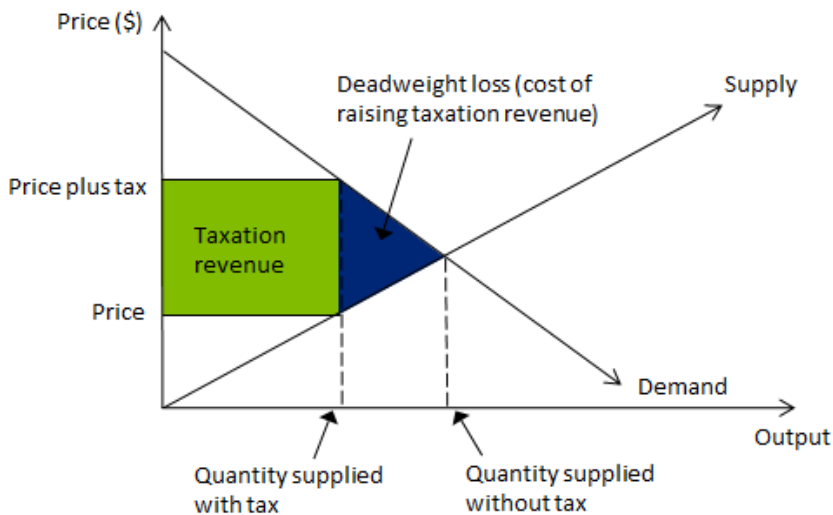 Price ($)
Deadweight loss (cost of
raising taxation revenue)
Supply
Price plus tax
Taxation
revenue
Price
Demand
Output
Quantity supplied
with tax
Quantity supplied
without tax